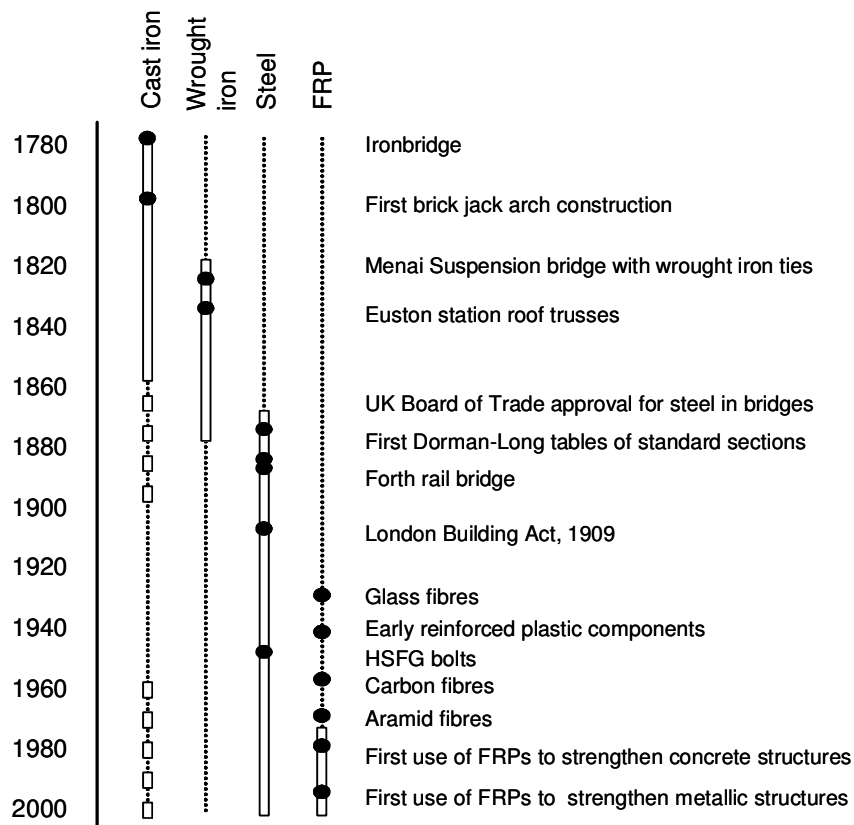 Cast iron
Wrought
iron
Steel
FRP
1780
Ironbridge
1800
First brick jack arch construction
1820
Menai Suspension bridge with wrought iron ties
Euston station roof trusses
1840
1860
UK Board of Trade approval for steel in bridges
First Dorman-Long tables of standard sections
1880
Forth rail bridge
1900
London Building Act, 1909
1920
Glass fibres
1940
Early reinforced plastic components
HSFG bolts
1960
Carbon fibres
Aramid fibres
1980
First use of FRPs to strengthen concrete structures
First use of FRPs to strengthen metallic structures
2000